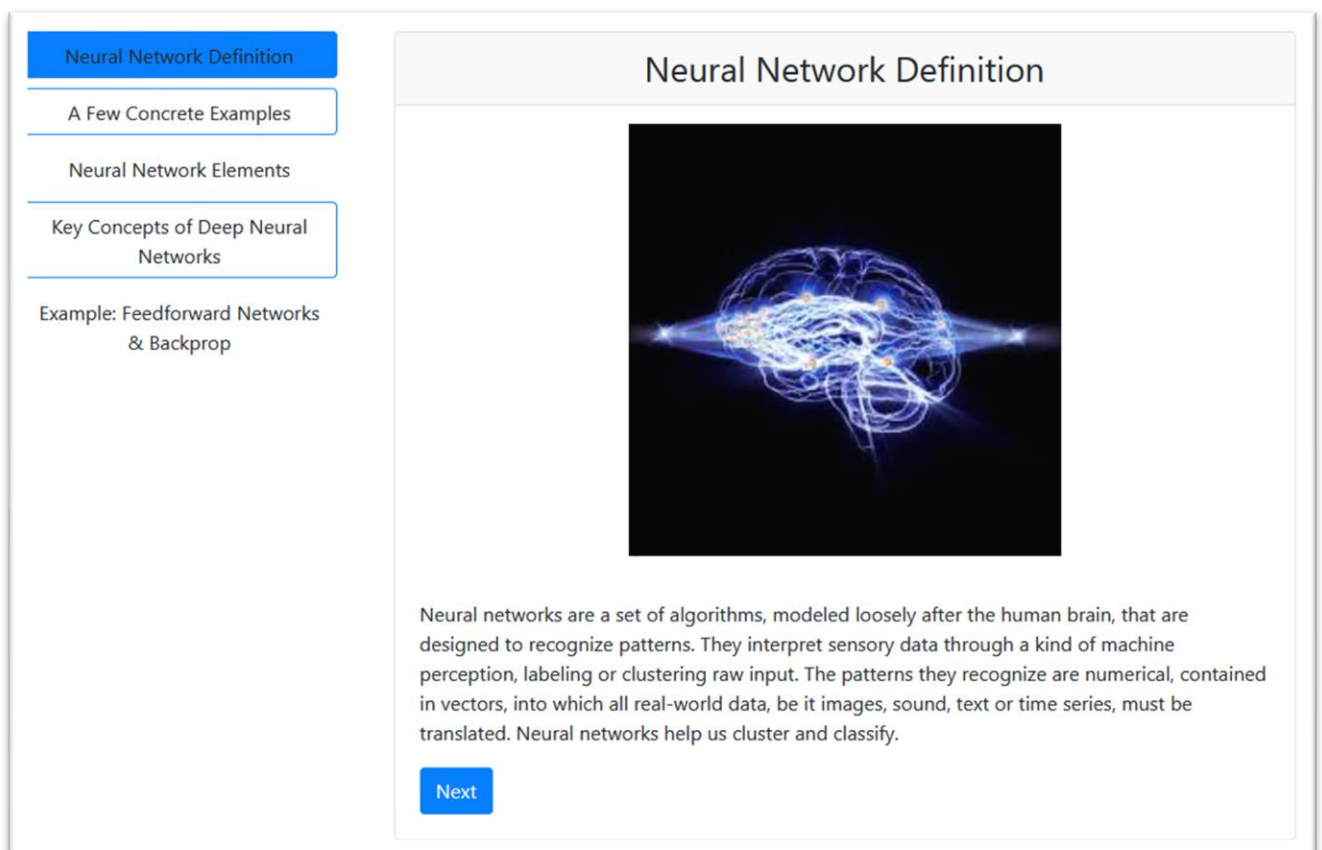 Neural Network Definition
A Few Concrete Examples
Neural Network Elements
Key Concepts of Deep Neural
Networks
Example: Feedforward Networks
& Backprop
Neural Network Definition
Neural networks are a set of algorithms, modeled loosely after the human brain, that are
designed to recognize patterns. They interpret sensory data through a kind of machine
perception, labeling or clustering raw input. The patterns they recognize are numerical, contained
in vectors, into which all real-world data, be it images, sound, text or time series, must be
translated. Neural networks help us cluster and classify.
Next